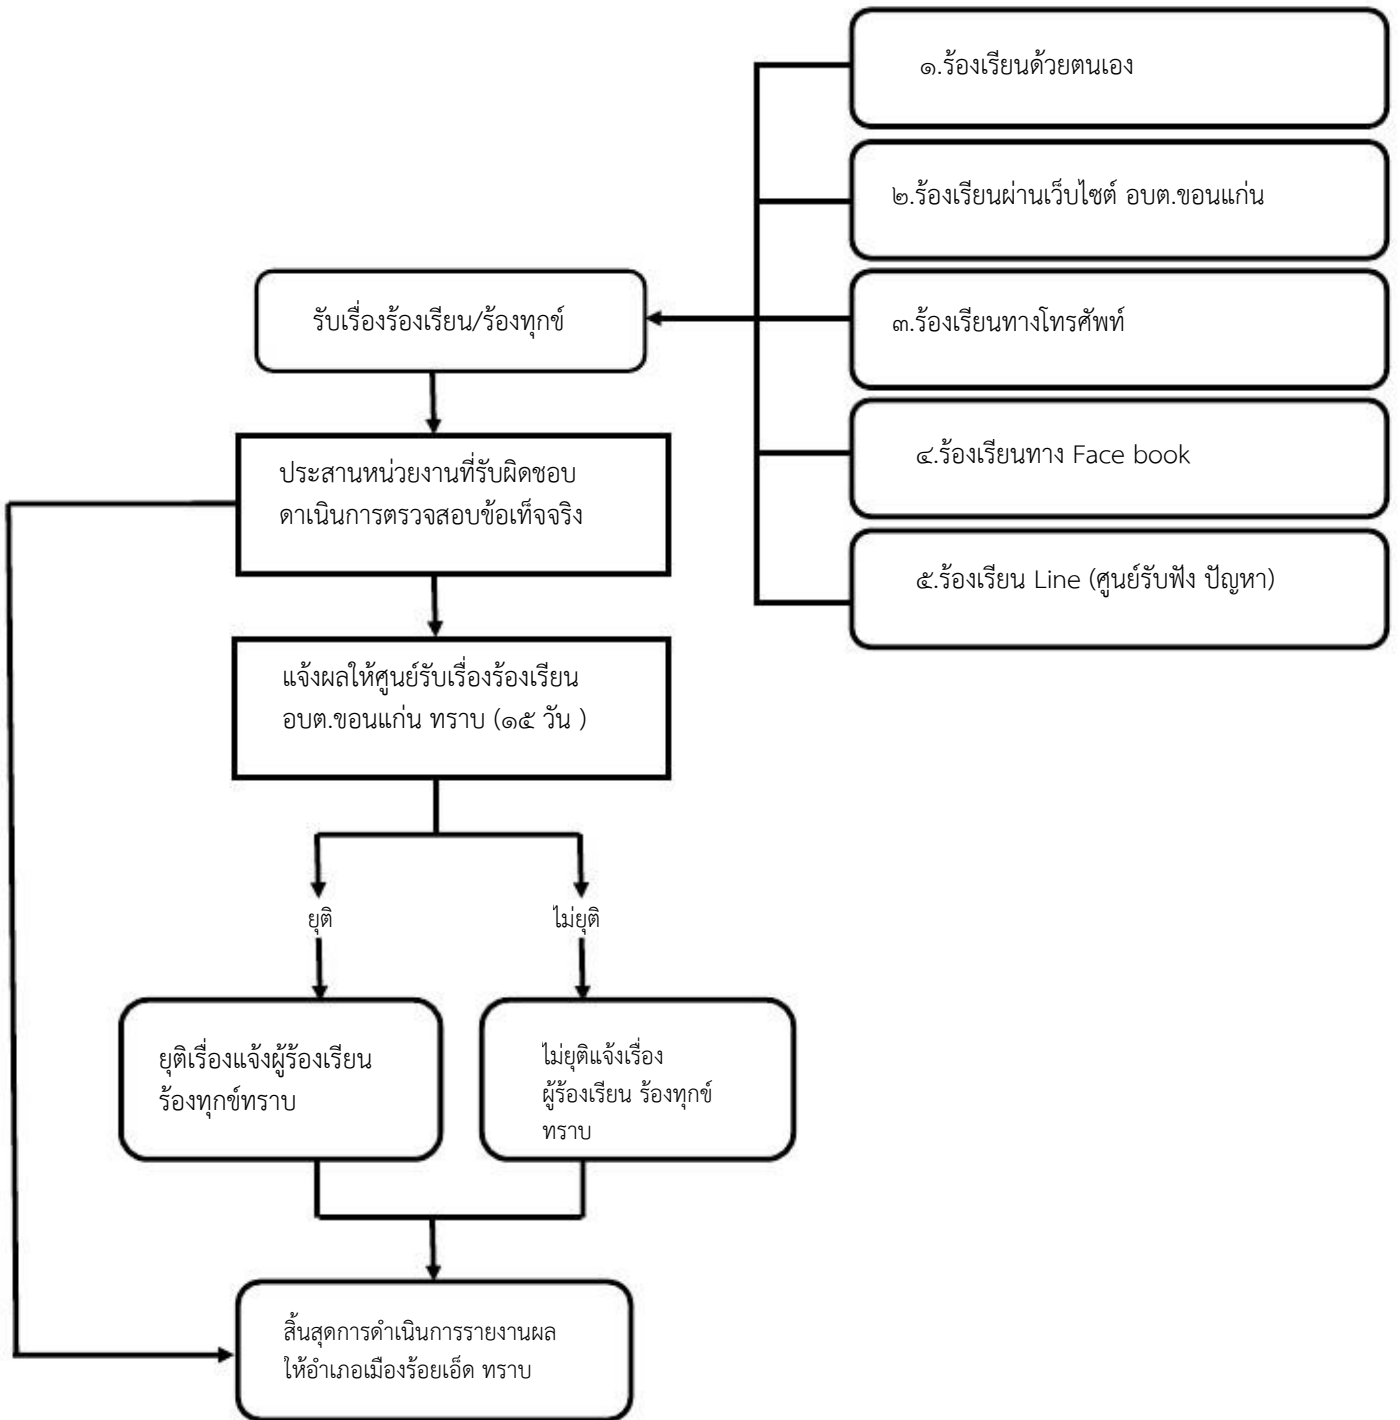 ๑.ร้องเรียนด้วยตนเอง
๒.ร้องเรียนผ่านเว็บไซต์ อบต.ขอนแก่น
รับเรื่องร้องเรียน/ร้องทุกข์
๓.ร้องเรียนทางโทรศัพท์
๔.ร้องเรียนทาง Face book
๕.ร้องเรียน Line (ศูนย์รับฟัง ปัญหา)
ประสานหน่วยงานที่รับผิดชอบ
ดาเนินการตรวจสอบข้อเท็จจริง
แจ้งผลให้ศูนย์รับเรื่องร้องเรียน
อบต.ขอนแก่น ทราบ (๑๕ วัน )
ยุติ
ไม่ยุติ
ยุติเรื่องแจ้งผู้ร้องเรียน
ร้องทุกข์ทราบ
ไม่ยุติแจ้งเรื่อง
ผู้ร้องเรียน ร้องทุกข์
ทราบ
สิ้นสุดการดำเนินการรายงานผล
ให้อำเภอเมืองร้อยเอ็ด ทราบ